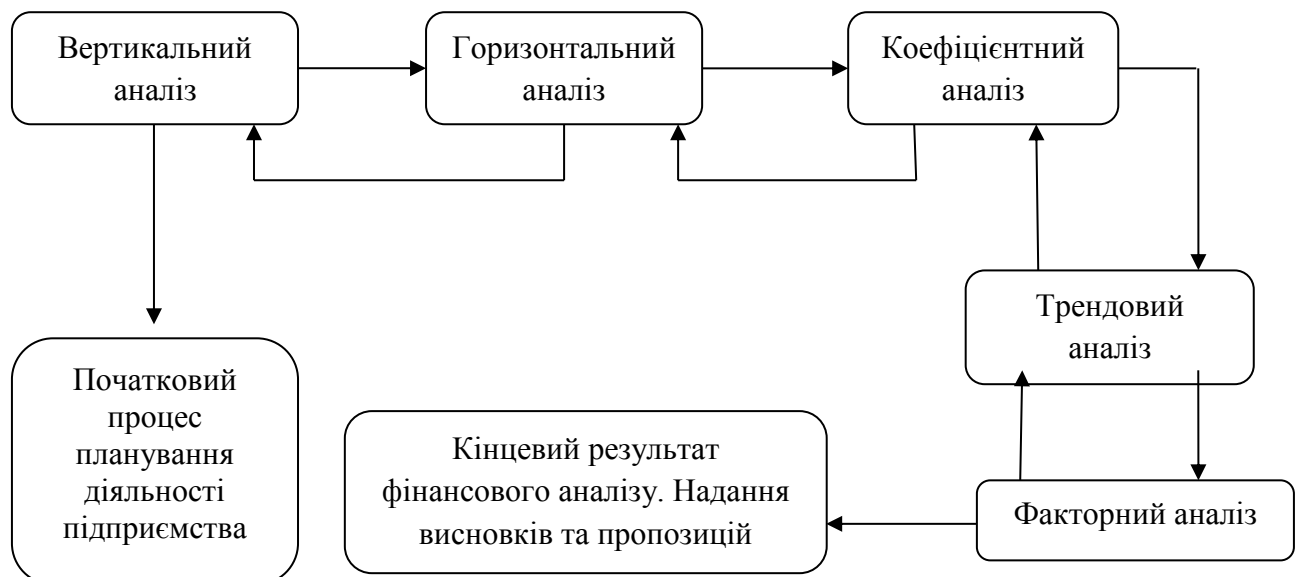 Вертикальний
аналіз
Горизонтальний
аналіз
Коефіцієнтний
аналіз
Трендовий
аналіз
Початковий
процес
планування
діяльності
підприємства
Кінцевий результат
фінансового аналізу. Надання
висновків та пропозицій
Факторний аналіз